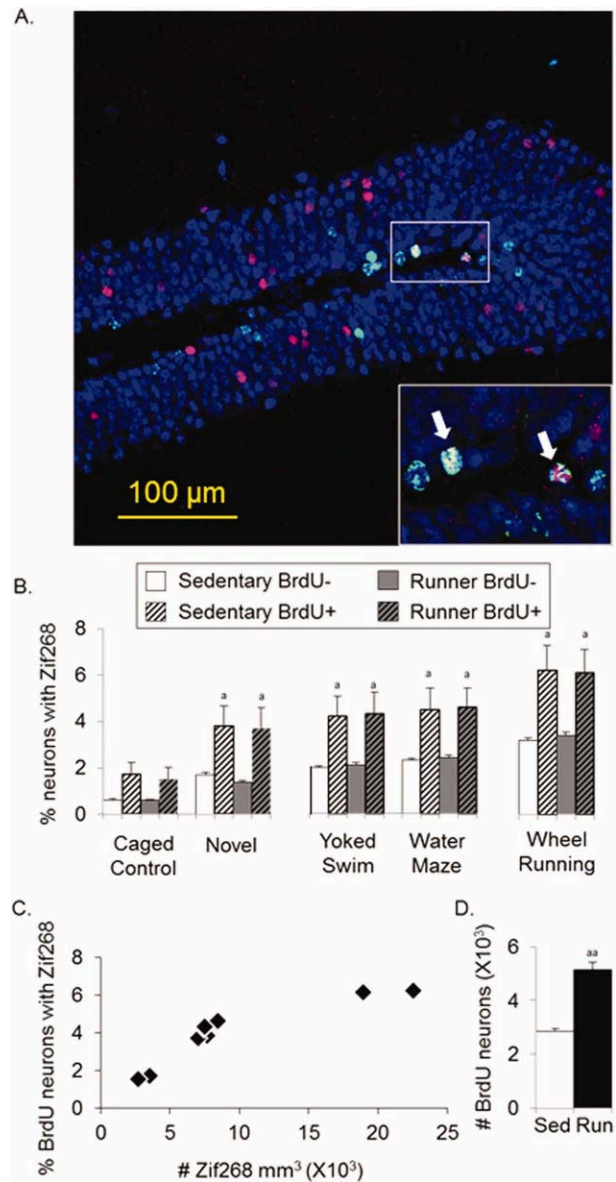 A.
100 µm
B.
Sedentary BrdU- Runner BrdU-
Sedentary BrdU+ Runner BrdU+
% neurons with Zif268
8
6
4
2
0
a a a a a a a a
Caged Control
Novel
Yoked Swim
Water Maze
Wheel Running
C.
% BrdU neurons with Zif268
8
6
4
2
0
0 5 10 15 20 25
# Zif268 mm³ (X10³)
D.
# BrdU neurons (X10³)
6
4
2
0
aa
Sed Run